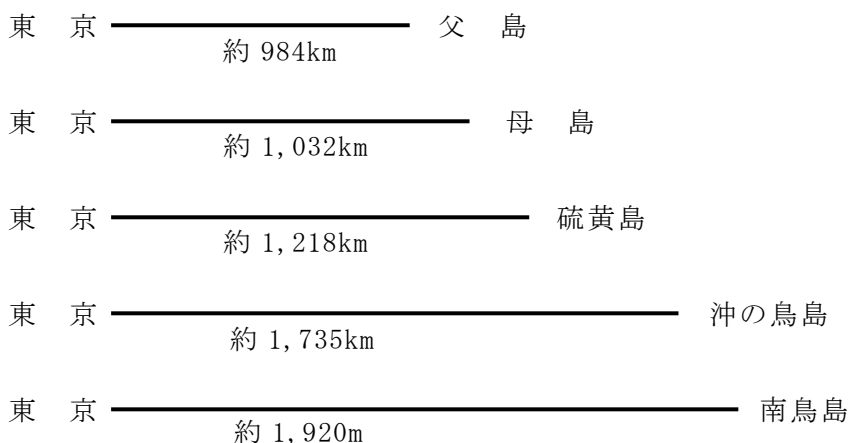 東　京 父　島
約 984km
東　京 母　島
約 1,032km
東　京 硫黄島
約 1,218km
東　京 沖の鳥島
約 1,735km
東　京 南鳥島
約 1,920m